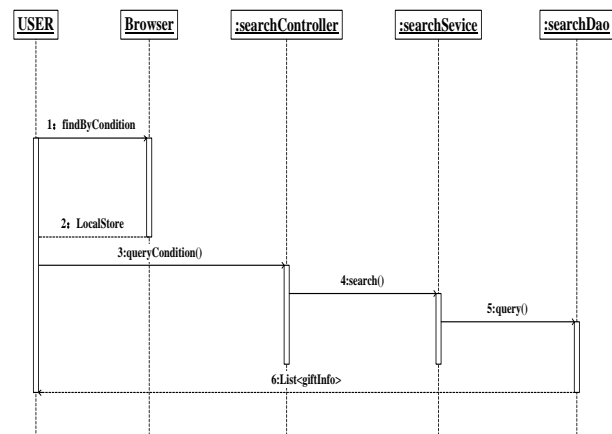 USER
Browser
:searchController
:searchSevice
:searchDao
1：findByCondition
2：LocalStore
3:queryCondition()
4:search()
5:query()
6:List<giftInfo>